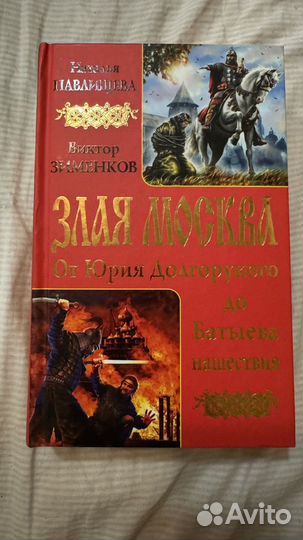 Наталья
ПАВЛИЩЕВА
Виктор
ЗИМЕНКОВ
ЗЛАЯ МОСКВА
От Юрия Долгорукого
до
Батыева
нашествия
Avito